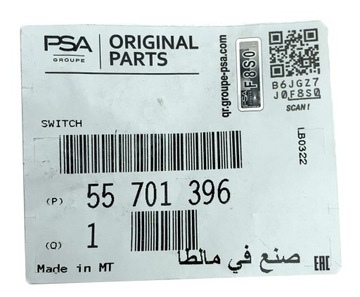 PSA
GROUPE
ORIGINAL
PARTS
qr.groupe-psa.com
F8S0
B6JGZ7
J0F8S0
SCAN!
SWITCH
LB0322
(P) 55 701 396
(Q) 1
Made in MT
صنع في مالطا
EAC